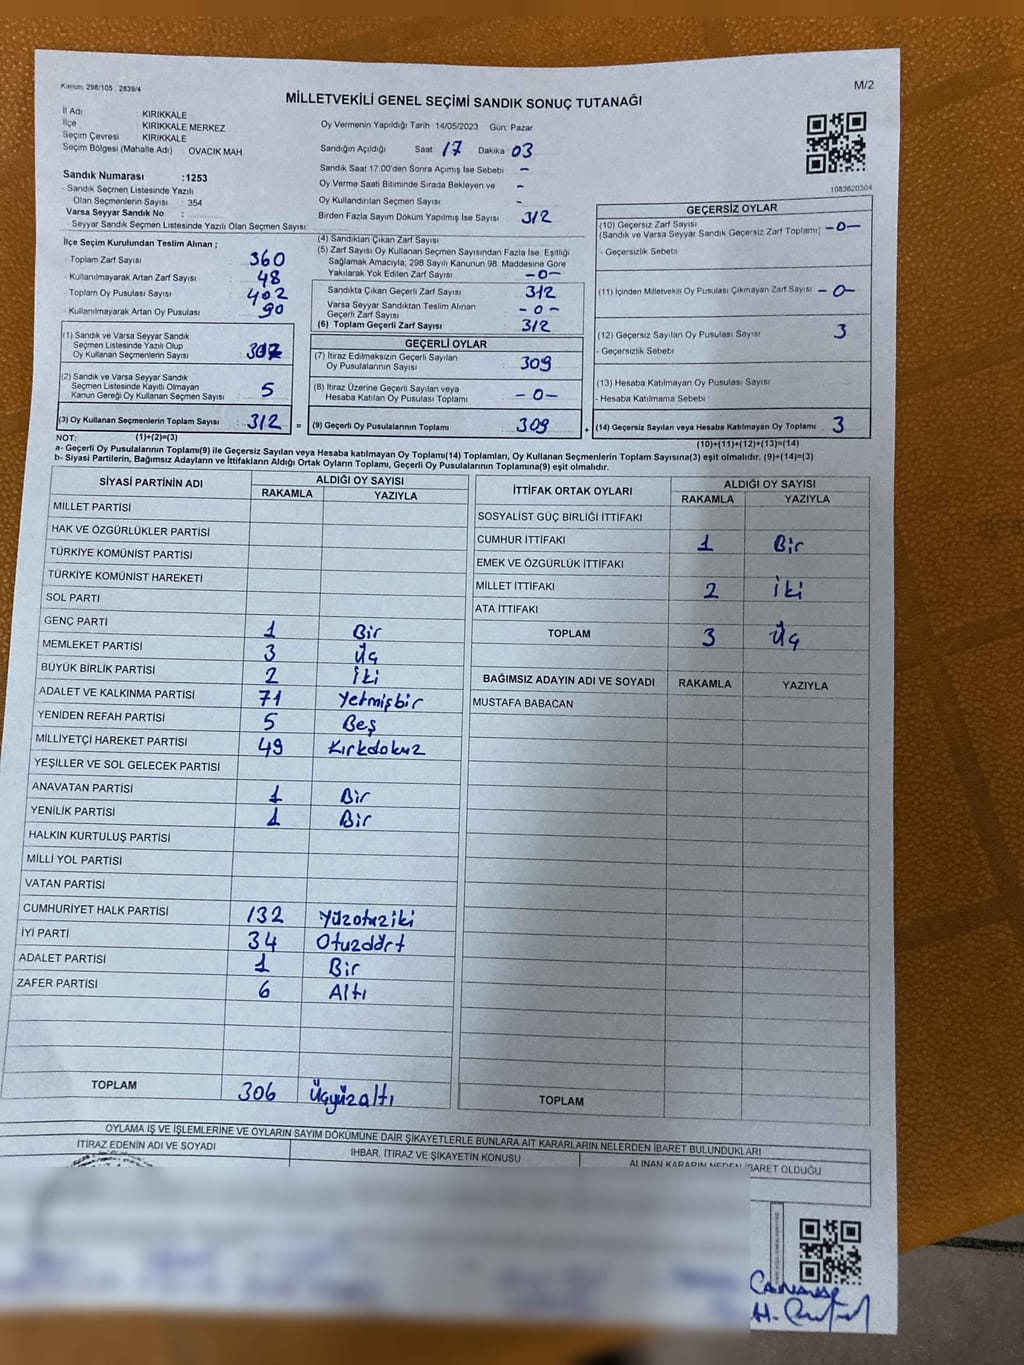 Kanun: 298/105 , 2839/4
M/2
MİLLETVEKİLİ GENEL SEÇİMİ SANDIK SONUÇ TUTANAĞI
İl Adı : KIRIKKALE
İlçe : KIRIKKALE MERKEZ
Seçim Çevresi : KIRIKKALE
Seçim Bölgesi (Mahalle Adı) : OVACIK MAH
Sandık Numarası :1253
Sandık Seçmen Listesinde Yazılı
Olan Seçmenlerin Sayısı : 354
Varsa Seyyar Sandık No :
Seyyar Sandık Seçmen Listesinde Yazılı Olan Seçmen Sayısı
Oy Vermenin Yapıldığı Tarih : 14/05/2023 Gün: Pazar
Sandığın Açıldığı Saat 17 Dakika 03
Sandık Saat 17:00'den Sonra Açımış İse Sebebi -
Oy Verme Saati Bitiminde Sırada Bekleyen ve -
Oy Kullandırılan Seçmen Sayısı -
Birden Fazla Sayım Döküm Yapılmış İse Sayısı 312
1083620304
İlçe Seçim Kurulundan Teslim Alınan ;
- Toplam Zarf Sayısı : 360
- Kullanılmayarak Artan Zarf Sayısı : 48
- Toplam Oy Pusulası Sayısı : 402
- Kullanılmayarak Artan Oy Pusulası : 90
(1) Sandık ve Varsa Seyyar Sandık
Seçmen Listesinde Yazılı Olup
Oy Kullanan Seçmenlerin Sayısı : 307
(2) Sandık ve Varsa Seyyar Sandık
Seçmen Listesinde Kayıtlı Olmayan
Kanun Gereği Oy Kullanan Seçmen Sayısı : 5
(3) Oy Kullanan Seçmenlerin Toplam Sayısı : 312 =
(4) Sandıktan Çıkan Zarf Sayısı
(5) Zarf Sayısı Oy Kullanan Seçmen Sayısından Fazla İse, Eşitliği
Sağlamak Amacıyla, 298 Sayılı Kanunun 98. Maddesine Göre
Yakılarak Yok Edilen Zarf Sayısı : -0-
Sandıkta Çıkan Geçerli Zarf Sayısı : 312
Varsa Seyyar Sandıktan Teslim Alınan
Geçerli Zarf Sayısı : -0-
(6) Toplam Geçerli Zarf Sayısı : 312
GEÇERLİ OYLAR
(7) İtiraz Edilmeksizin Geçerli Sayılan
Oy Pusulalarının Sayısı : 309
(8) İtiraz Üzerine Geçerli Sayılan veya
Hesaba Katılan Oy Pusulası Toplamı : -0-
(9) Geçerli Oy Pusulalarının Toplamı : 309 +
GEÇERSİZ OYLAR
(10) Geçersiz Zarf Sayısı
(Sandık ve Varsa Seyyar Sandık Geçersiz Zarf Toplamı) -0-
- Geçersizlik Sebebi :
(11) İçinden Milletvekili Oy Pusulası Çıkmayan Zarf Sayısı -0-
(12) Geçersiz Sayılan Oy Pusulası Sayısı : 3
- Geçersizlik Sebebi :
(13) Hesaba Katılmayan Oy Pusulası Sayısı :
- Hesaba Katılmama Sebebi :
(14) Geçersiz Sayılan veya Hesaba Katılmayan Oy Toplamı : 3
NOT: (1)+(2)=(3) (10)+(11)+(12)+(13)=(14)
a- Geçerli Oy Pusulalarının Toplamı(9) ile Geçersiz Sayılan veya Hesaba katılmayan Oy Toplamı(14) Toplamları, Oy Kullanan Seçmenlerin Toplam Sayısına(3) eşit olmalıdır. (9)+(14)=(3)
b- Siyasi Partilerin, Bağımsız Adayların ve İttifakların Aldığı Ortak Oyların Toplamı, Geçerli Oy Pusulalarının Toplamına(9) eşit olmalıdır.
SİYASİ PARTİNİN ADI ALDIĞI OY SAYISI
RAKAMLA YAZIYLA
MİLLET PARTİSİ
HAK VE ÖZGÜRLÜKLER PARTİSİ
TÜRKİYE KOMÜNİST PARTİSİ
TÜRKİYE KOMÜNİST HAREKETİ
SOL PARTİ
GENÇ PARTİ 1 Bir
MEMLEKET PARTİSİ 3 Üç
BÜYÜK BİRLİK PARTİSİ 2 İki
ADALET VE KALKINMA PARTİSİ 71 Yetmişbir
YENİDEN REFAH PARTİSİ 5 Beş
MİLLİYETÇİ HAREKET PARTİSİ 49 Kırkdokuz
YEŞİLLER VE SOL GELECEK PARTİSİ
ANAVATAN PARTİSİ 1 Bir
YENİLİK PARTİSİ 1 Bir
HALKIN KURTULUŞ PARTİSİ
MİLLİ YOL PARTİSİ
VATAN PARTİSİ
CUMHURİYET HALK PARTİSİ 132 Yüzotuziki
İYİ PARTİ 34 Otuzdört
ADALET PARTİSİ 1 Bir
ZAFER PARTİSİ 6 Altı
TOPLAM 306 Üçyüzaltı
İTTİFAK ORTAK OYLARI ALDIĞI OY SAYISI
RAKAMLA YAZIYLA
SOSYALİST GÜÇ BİRLİĞİ İTTİFAKI
CUMHUR İTTİFAKI 1 Bir
EMEK VE ÖZGÜRLÜK İTTİFAKI
MİLLET İTTİFAKI 2 İki
ATA İTTİFAKI
TOPLAM 3 Üç
BAĞIMSIZ ADAYIN ADI VE SOYADI RAKAMLA YAZIYLA
MUSTAFA BABACAN
TOPLAM
OYLAMA İŞ VE İŞLEMLERİNE VE OYLARIN SAYIM DÖKÜMÜNE DAİR ŞİKAYETLERLE BUNLARA AİT KARARLARIN NELERDEN İBARET BULUNDUKLARI
İTİRAZ EDENİN ADI VE SOYADI İHBAR, İTİRAZ VE ŞİKAYETİN KONUSU ALINAN KARARIN NEDEN İBARET OLDUĞU